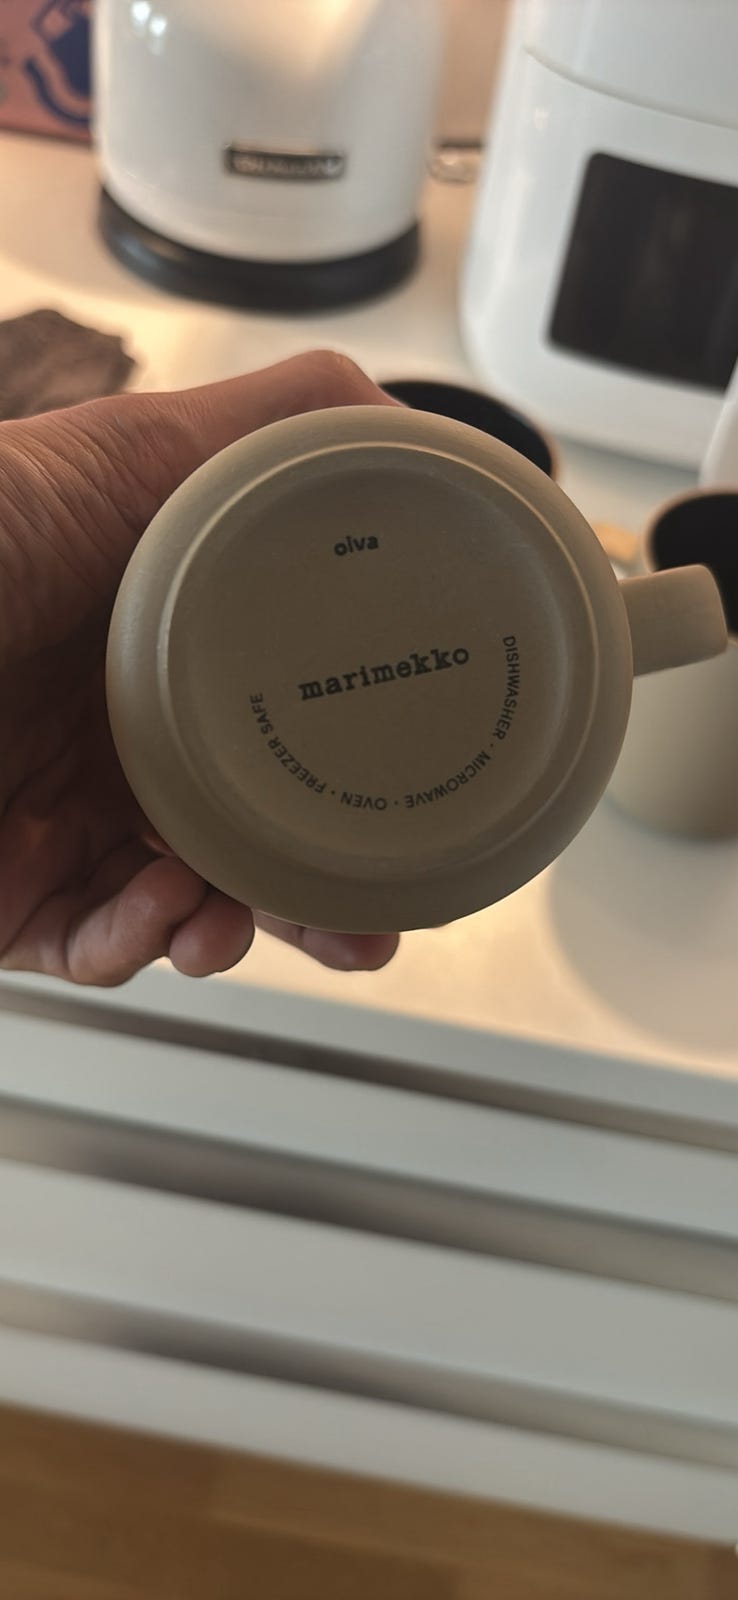 oiva
marimekko
DISHWASHER · MICROWAVE · OVEN · FREEZER SAFE